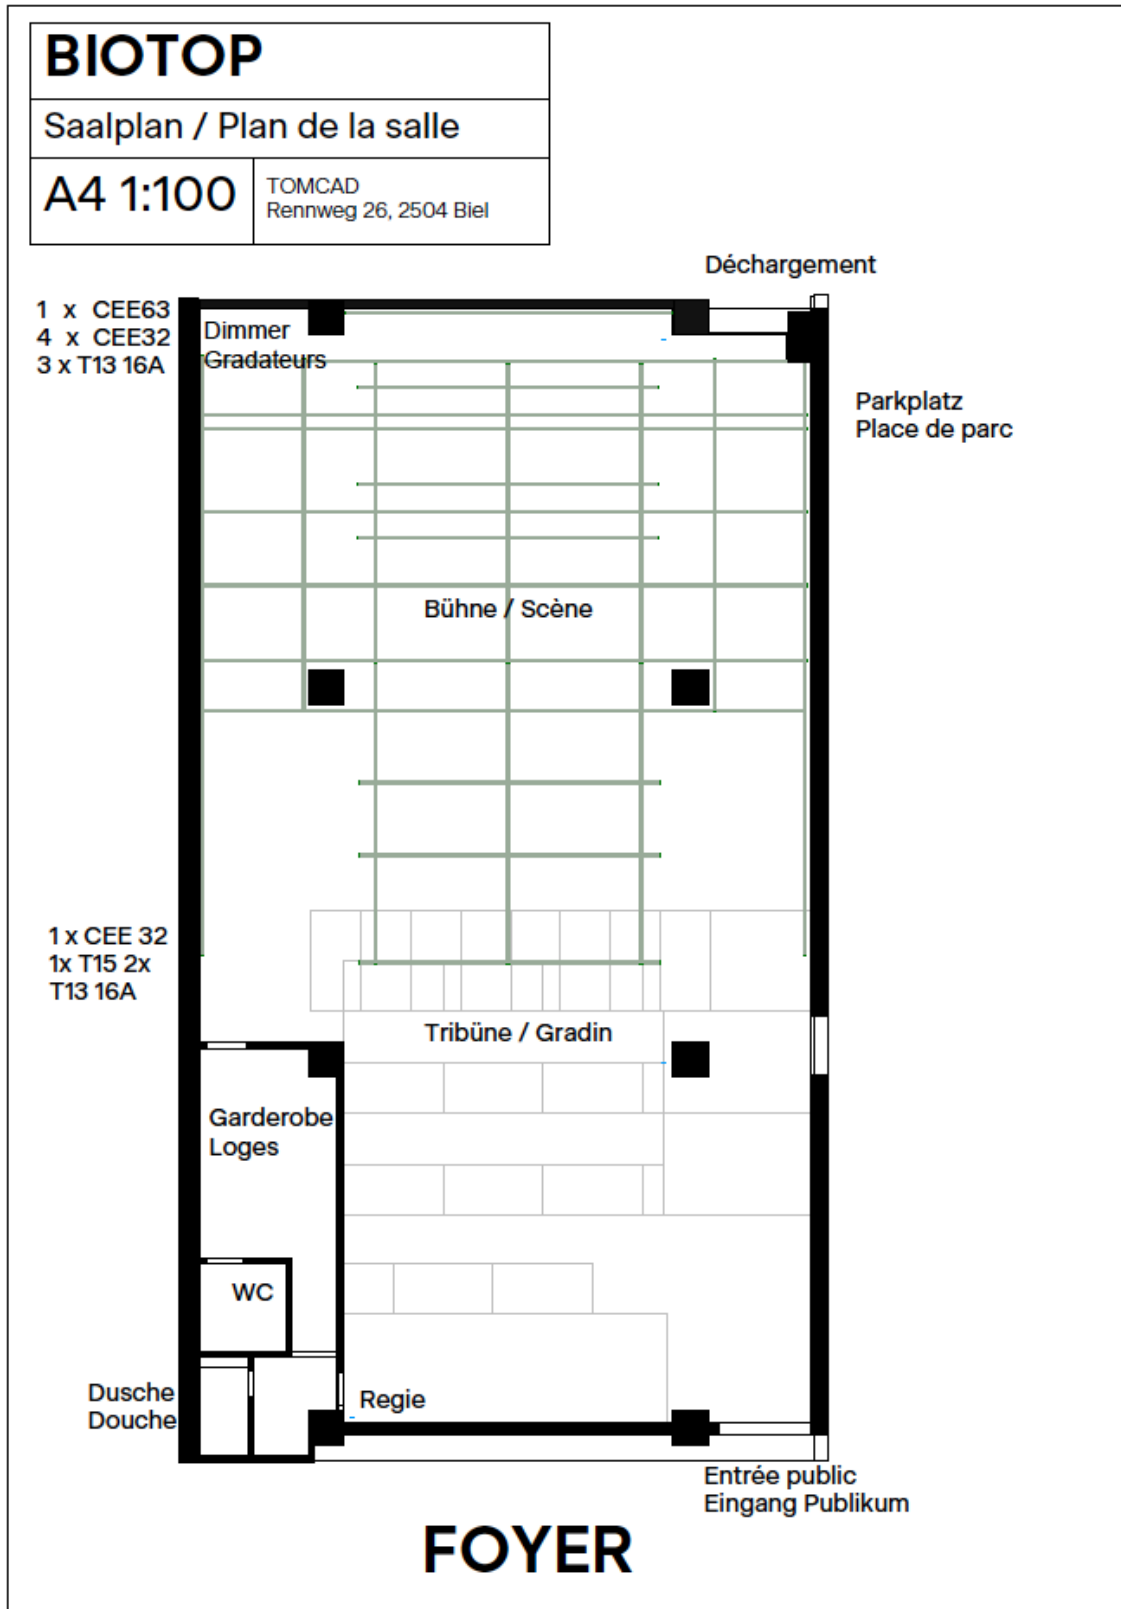 BIOTOP
Saalplan / Plan de la salle
A4 1:100
TOMCAD
Rennweg 26, 2504 Biel
Déchargement
1 x CEE63
4 x CEE32
3 x T13 16A
Dimmer
Gradateurs
Parkplatz
Place de parc
Bühne / Scène
1 x CEE 32
1x T15 2x
T13 16A
Tribüne / Gradin
Garderobe
Loges
WC
Dusche
Douche
Regie
Entrée public
Eingang Publikum
FOYER